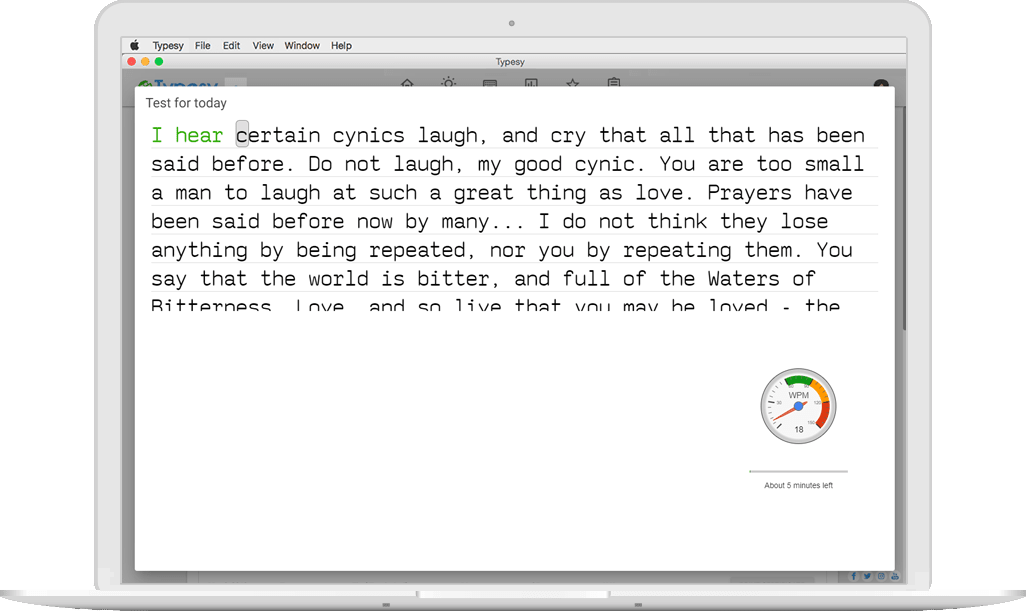 Typesy File Edit View Window Help
Typesy
Typesy
Test for today
I hear certain cynics laugh, and cry that all that has been
said before. Do not laugh, my good cynic. You are too small
a man to laugh at such a great thing as love. Prayers have
been said before now by many... I do not think they lose
anything by being repeated, nor you by repeating them. You
say that the world is bitter, and full of the Waters of
Bitterness. Love, and so live that you may be loved - the
WPM
18
About 5 minutes left